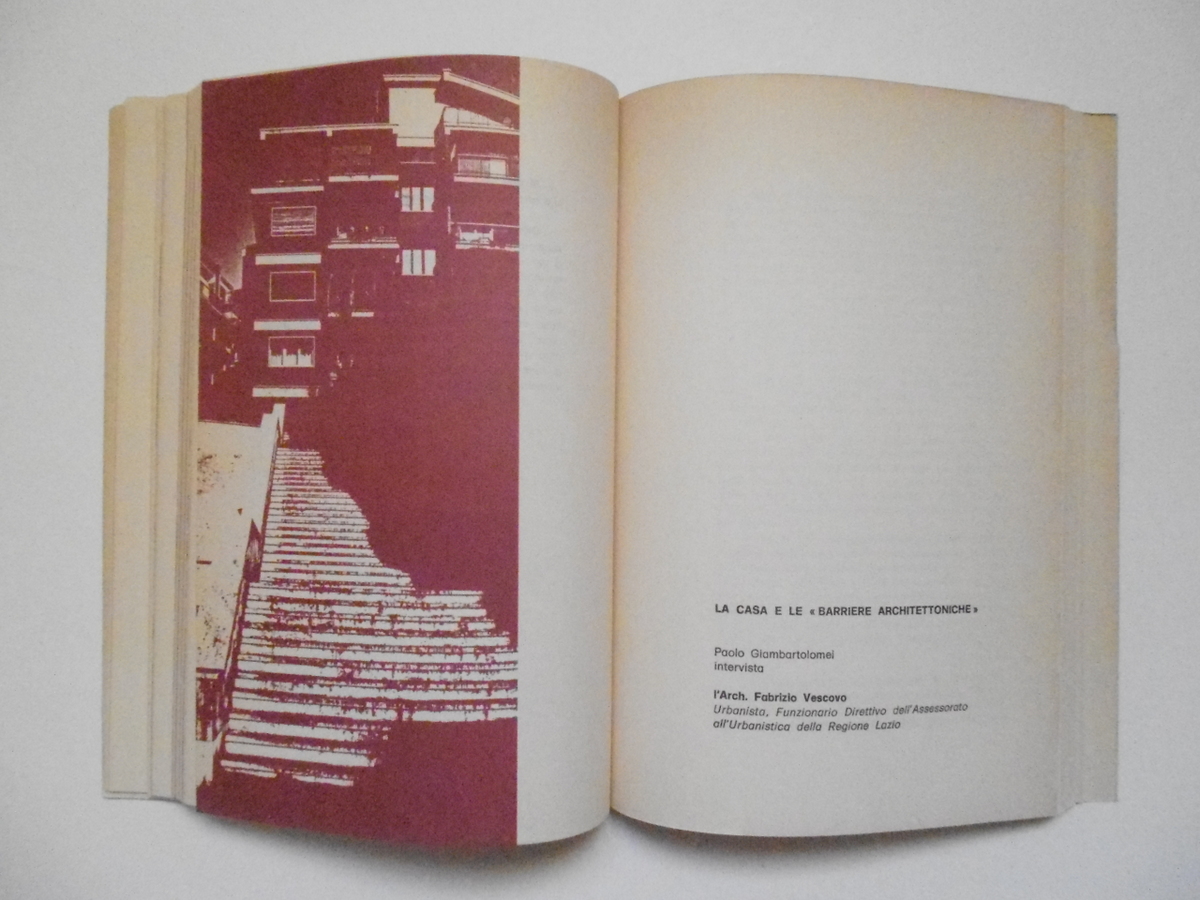 LA CASA E LE « BARRIERE ARCHITETTONICHE »
Paolo Giambartolomei
intervista
l'Arch. Fabrizio Vescovo
Urbanista, Funzionario Direttivo dell'Assessorato
all'Urbanistica della Regione Lazio